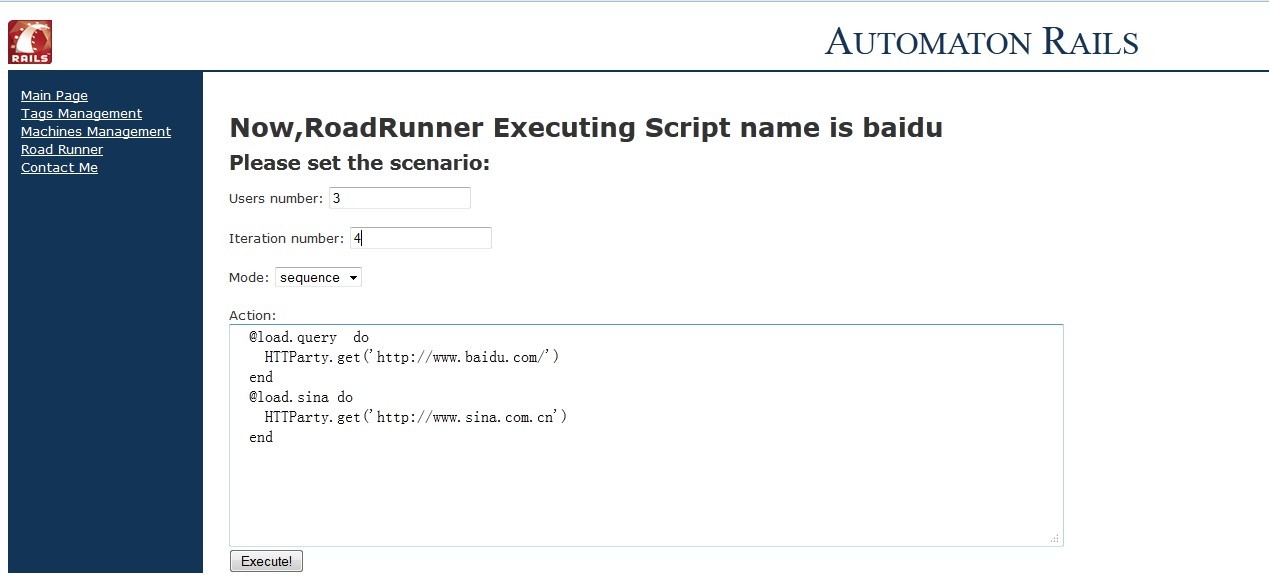 RAILS
AUTOMATON RAILS
Main Page
Tags Management
Machines Management
Road Runner
Contact Me
Now,RoadRunner Executing Script name is baidu
Please set the scenario:
Users number: 3
Iteration number: 4
Mode: sequence
Action:
@load.query  do
  HTTParty.get('http://www.baidu.com/')
end
@load.sina do
  HTTParty.get('http://www.sina.com.cn')
end
Execute!